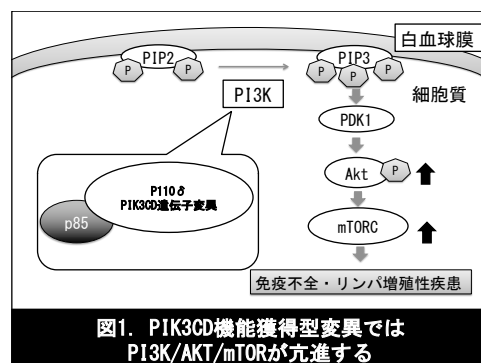 白血球膜
PIP2
P
P
PIP3
P
P
P
PI3K
細胞質
PDK1
P110δ
PIK3CD遺伝子変異
p85
Akt
P
mTORC
免疫不全・リンパ増殖性疾患
図1. PIK3CD機能獲得型変異では
PI3K/AKT/mTORが亢進する